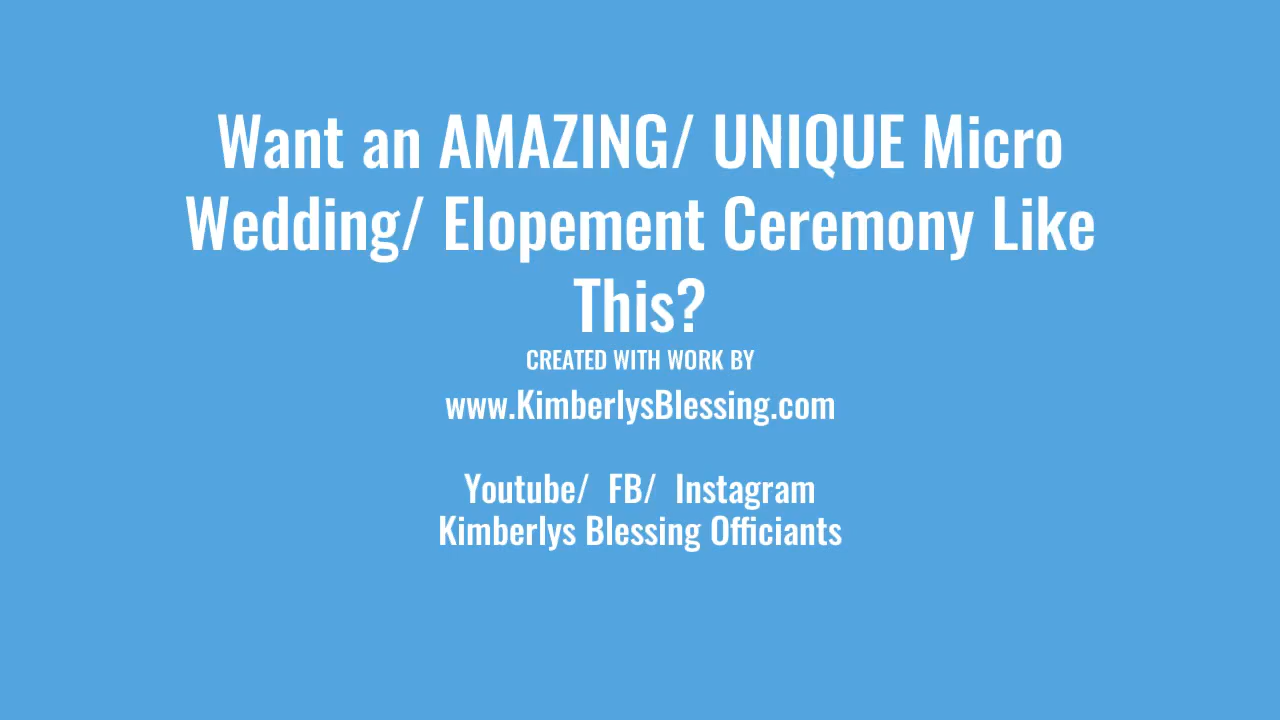 Want an AMAZING/ UNIQUE Micro
Wedding/ Elopement Ceremony Like
This?
CREATED WITH WORK BY
www.KimberlysBlessing.com
Youtube/  FB/  Instagram
Kimberlys Blessing Officiants